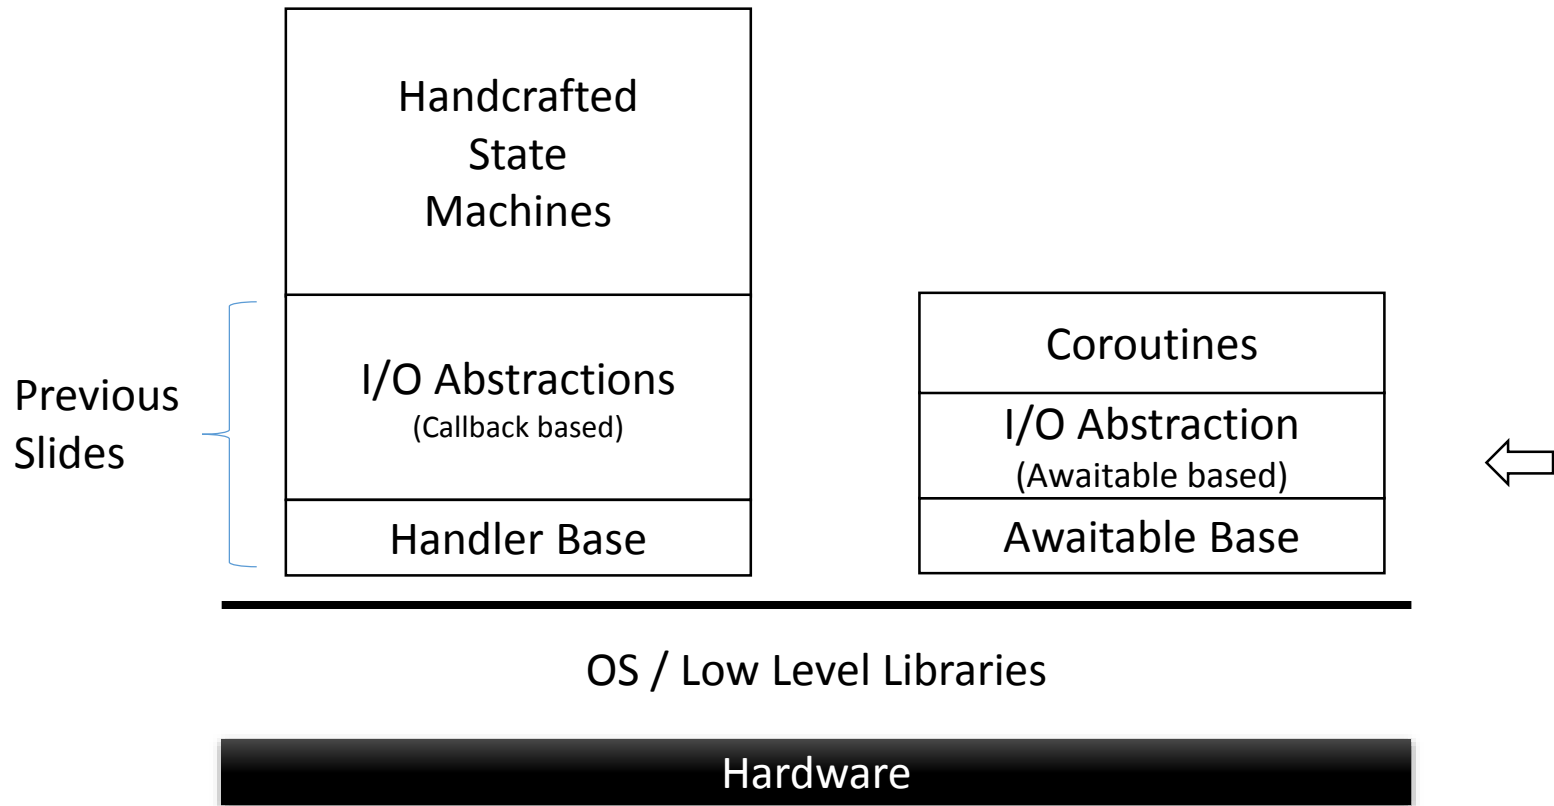 Handcrafted
State
Machines
Previous
Slides
I/O Abstractions
(Callback based)
Handler Base
Coroutines
I/O Abstraction
(Awaitable based)
Awaitable Base
OS / Low Level Libraries
Hardware